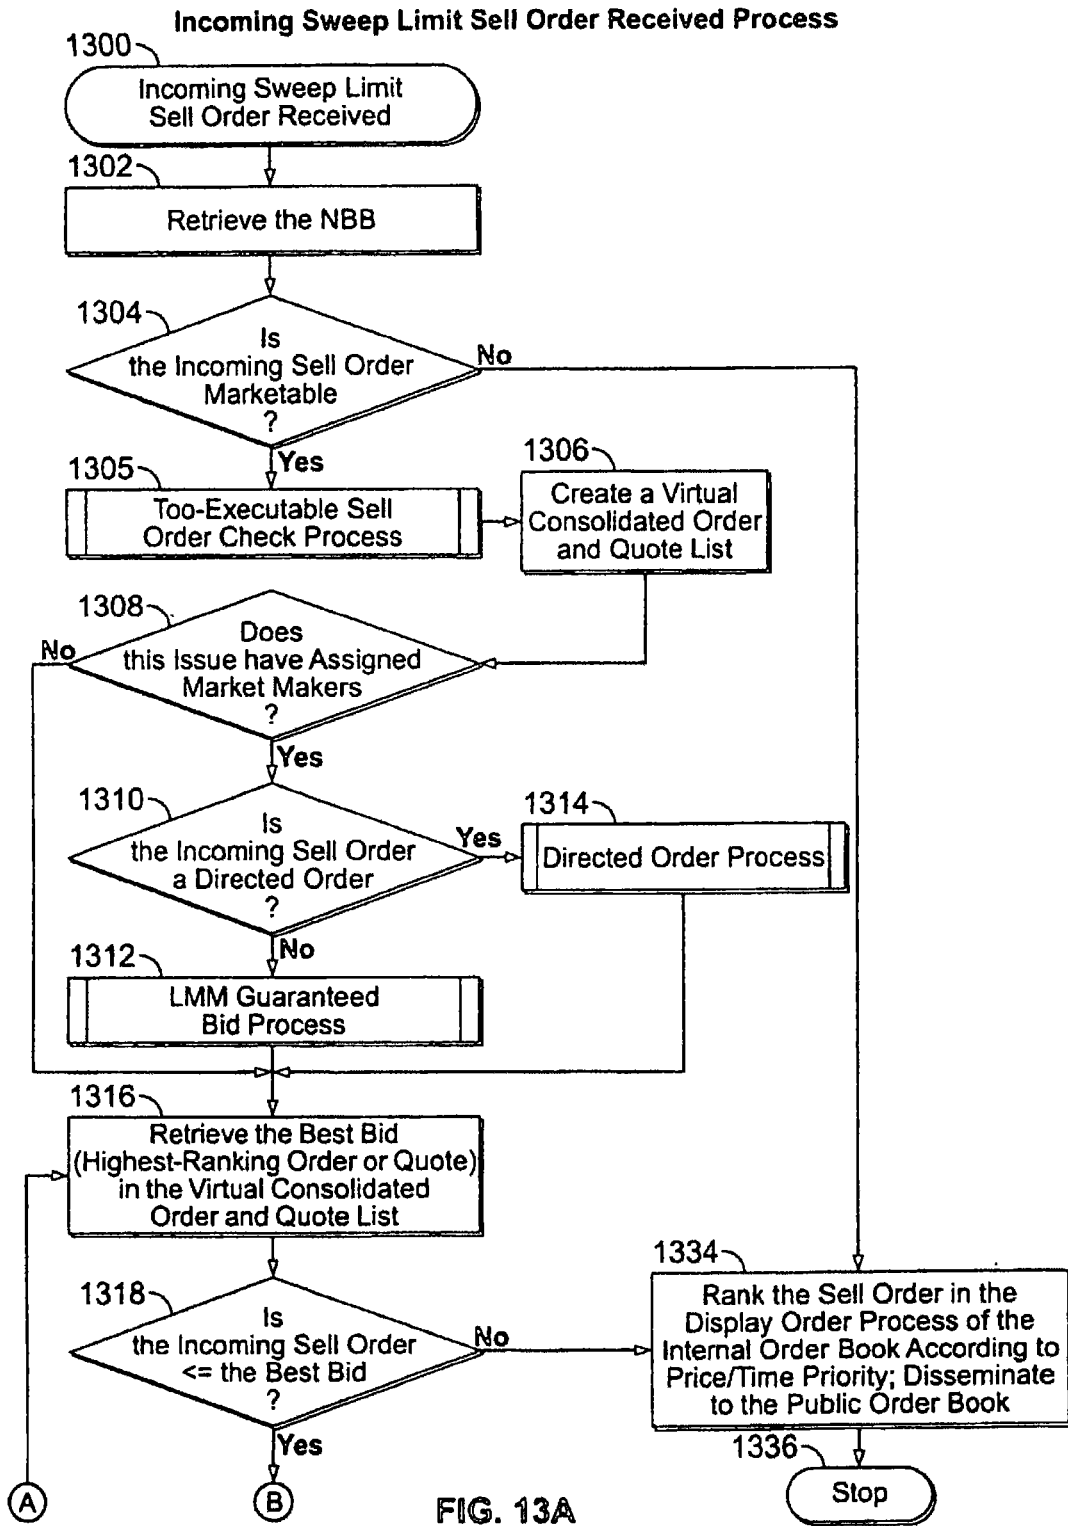 Incoming Sweep Limit Sell Order Received Process
1300
Incoming Sweep Limit
Sell Order Received
1302
Retrieve the NBB
1304
Is
the Incoming Sell Order
Marketable
?
No
Yes
1305
Too-Executable Sell
Order Check Process
1306
Create a Virtual
Consolidated Order
and Quote List
1308
Does
this Issue have Assigned
Market Makers
?
No
Yes
1310
Is
the Incoming Sell Order
a Directed Order
?
Yes
1314
Directed Order Process
No
1312
LMM Guaranteed
Bid Process
1316
Retrieve the Best Bid
(Highest-Ranking Order or Quote)
in the Virtual Consolidated
Order and Quote List
1318
Is
the Incoming Sell Order
<= the Best Bid
?
No
Yes
1334
Rank the Sell Order in the
Display Order Process of the
Internal Order Book According to
Price/Time Priority; Disseminate
to the Public Order Book
1336
Stop
A
B
FIG. 13A